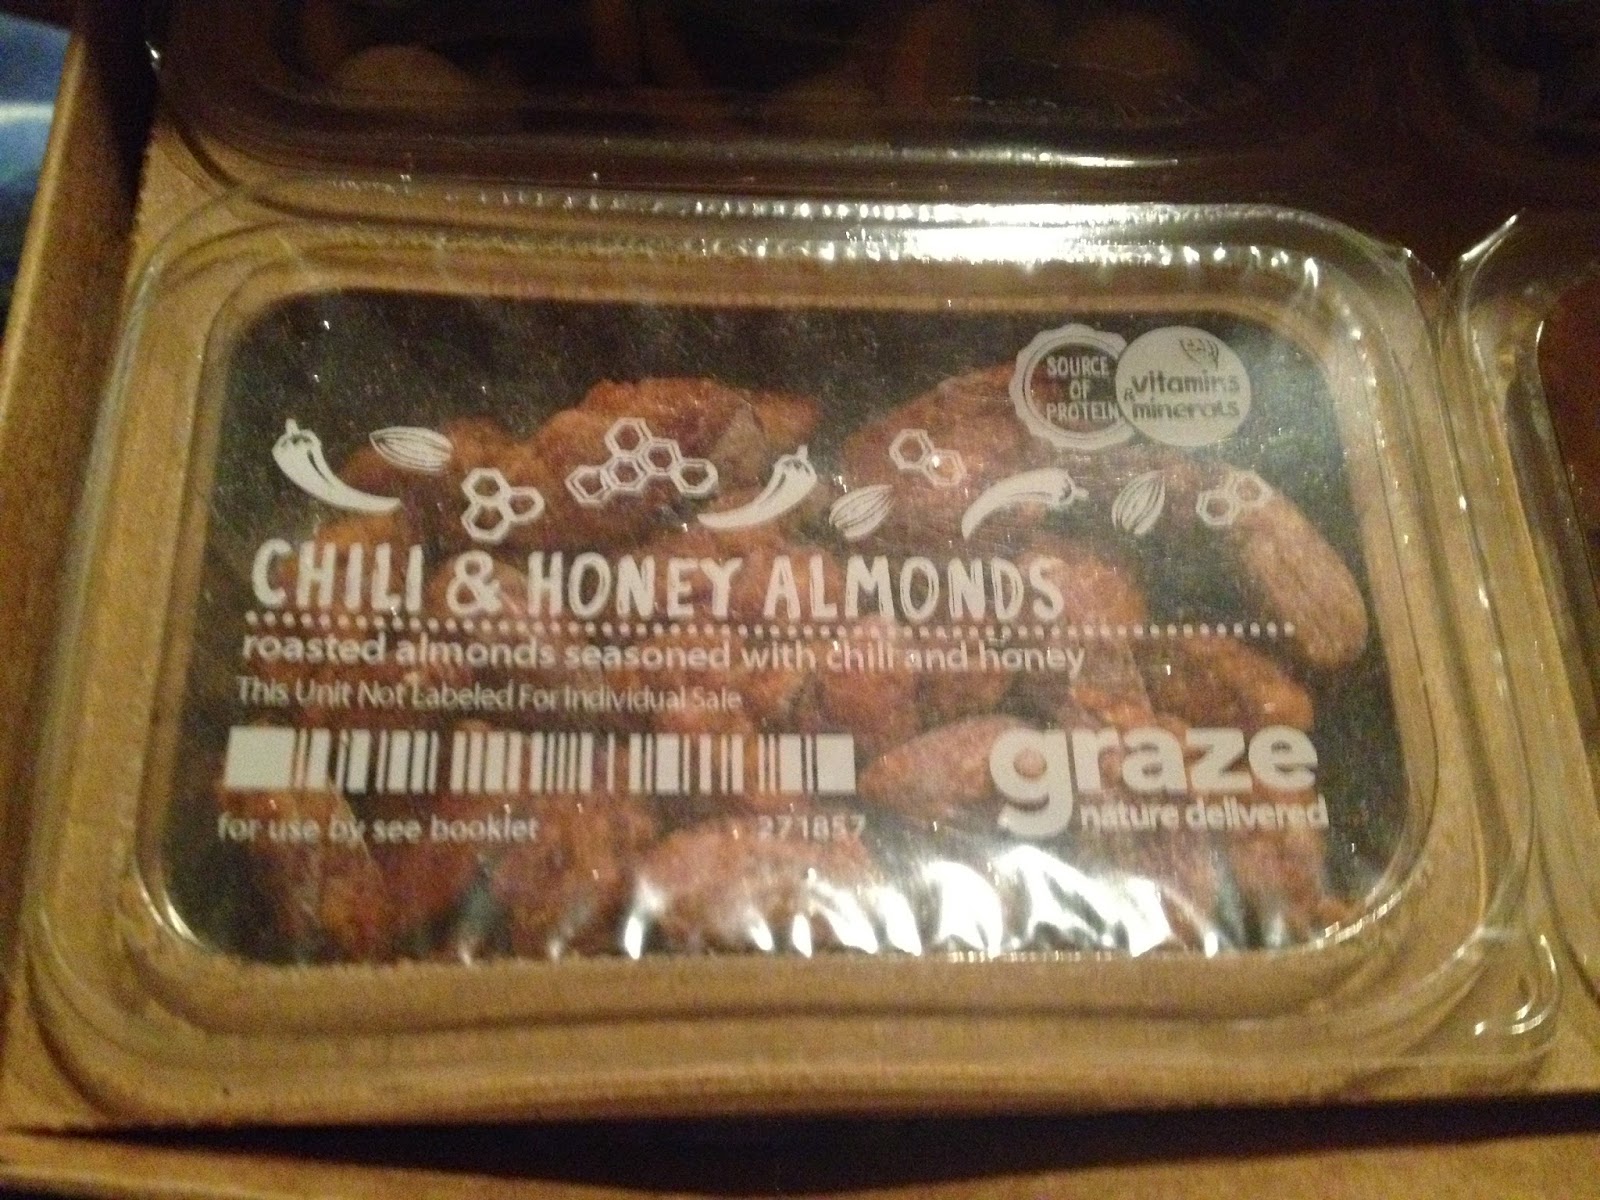 SOURCE
OF
PROTEIN
vitamins
& minerals
CHILI & HONEY ALMONDS
roasted almonds seasoned with chili and honey
This Unit Not Labeled For Individual Sale
for use by see booklet
271857
graze
nature delivered